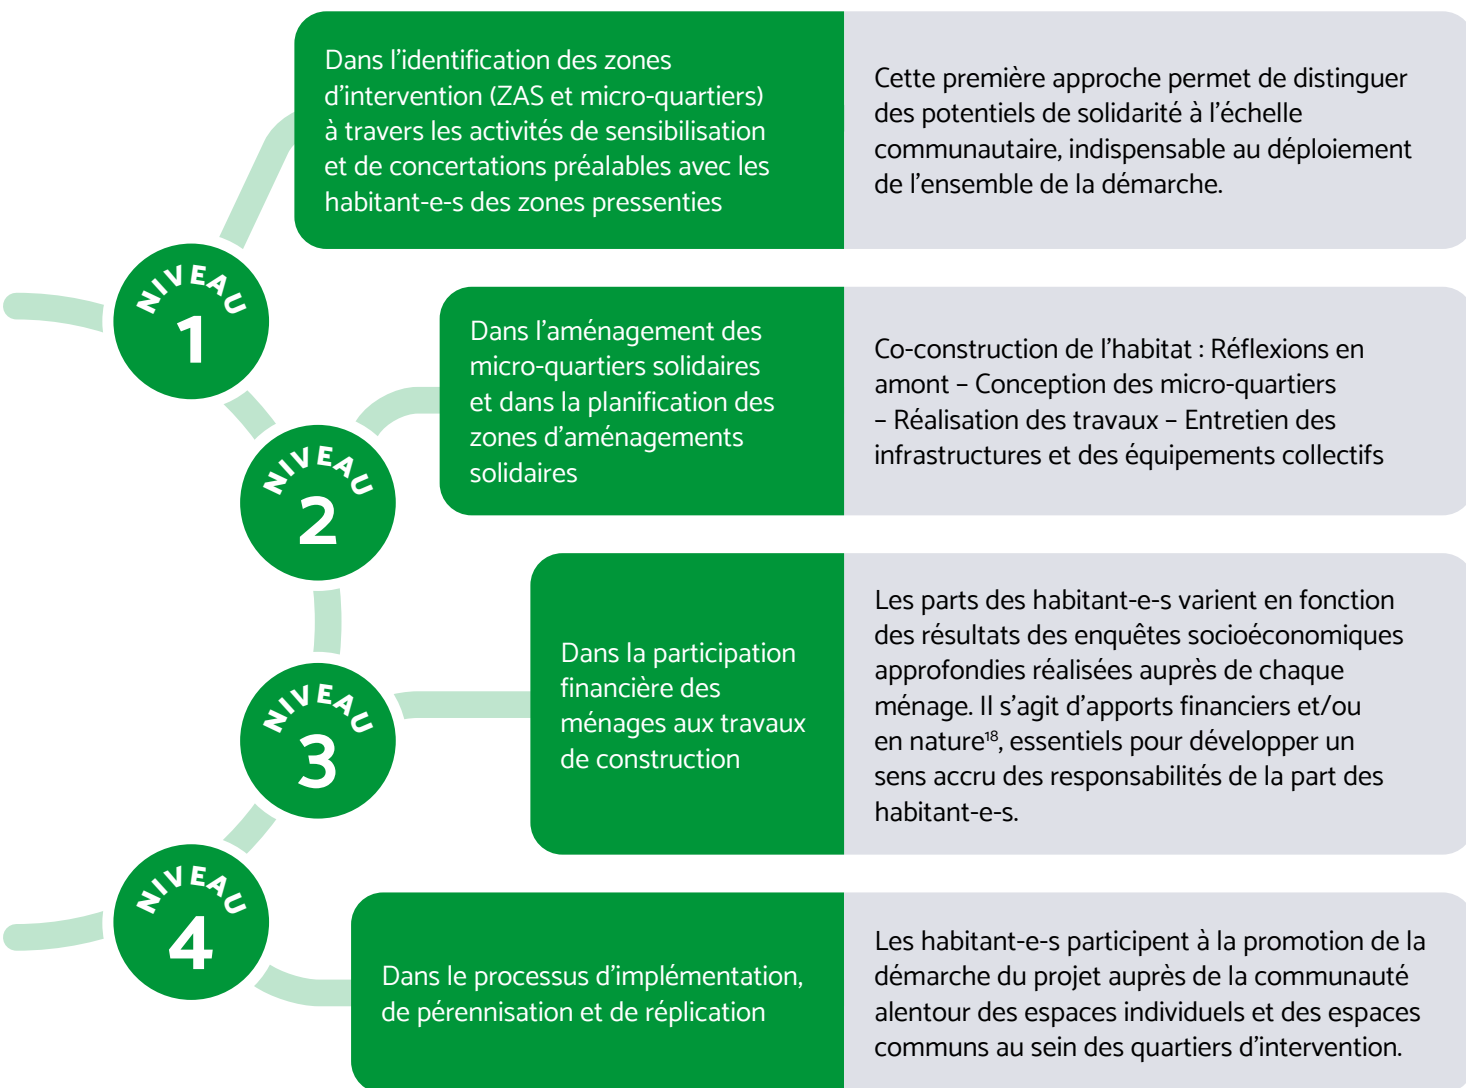 NIVEAU
1
Dans l’identification des zones
d’intervention (ZAS et micro-quartiers)
à travers les activités de sensibilisation
et de concertations préalables avec les
habitant-e-s des zones pressenties
Cette première approche permet de distinguer
des potentiels de solidarité à l’échelle
communautaire, indispensable au déploiement
de l’ensemble de la démarche.
NIVEAU
2
Dans l’aménagement des
micro-quartiers solidaires
et dans la planification des
zones d’aménagements
solidaires
Co-construction de l’habitat : Réflexions en
amont – Conception des micro-quartiers
– Réalisation des travaux – Entretien des
infrastructures et des équipements collectifs
NIVEAU
3
Dans la participation
financière des
ménages aux travaux
de construction
Les parts des habitant-e-s varient en fonction
des résultats des enquêtes socioéconomiques
approfondies réalisées auprès de chaque
ménage. Il s’agit d’apports financiers et/ou
en nature¹⁸, essentiels pour développer un
sens accru des responsabilités de la part des
habitant-e-s.
NIVEAU
4
Dans le processus d’implémentation,
de pérennisation et de réplication
Les habitant-e-s participent à la promotion de la
démarche du projet auprès de la communauté
alentour des espaces individuels et des espaces
communs au sein des quartiers d’intervention.